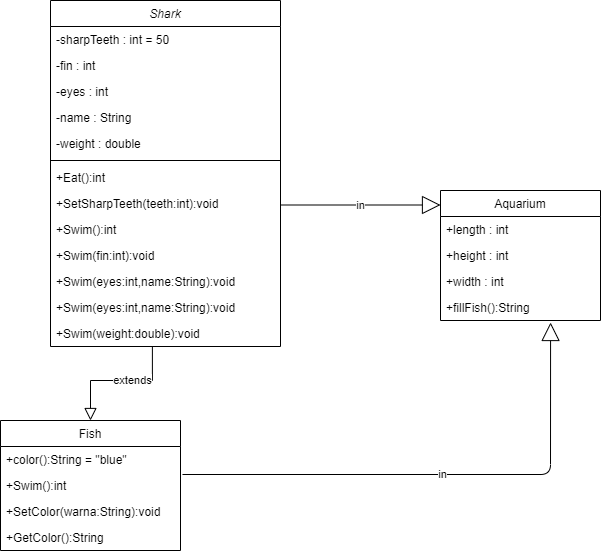 Shark
-sharpTeeth : int = 50
-fin : int
-eyes : int
-name : String
-weight : double
+Eat():int
+SetSharpTeeth(teeth:int):void
+Swim():int
+Swim(fin:int):void
+Swim(eyes:int,name:String):void
+Swim(eyes:int,name:String):void
+Swim(weight:double):void
in
Aquarium
+length : int
+height : int
+width : int
+fillFish():String
extends
Fish
+color():String = "blue"
+Swim():int
+SetColor(warna:String):void
+GetColor():String
in